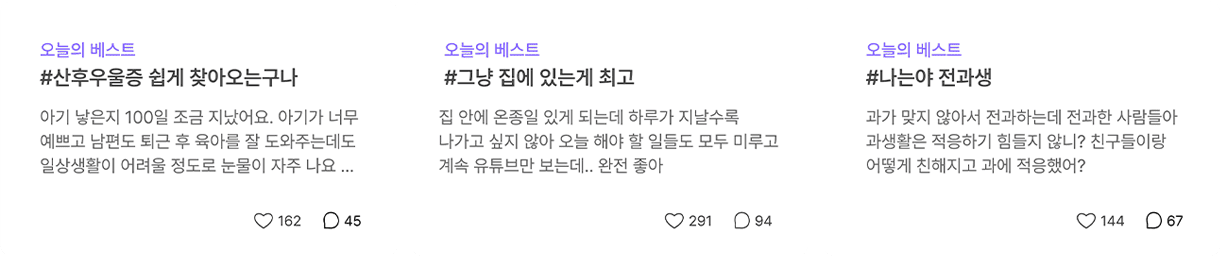 오늘의 베스트
#산후우울증 쉽게 찾아오는구나
아기 낳은지 100일 조금 지났어요. 아기가 너무
예쁘고 남편도 퇴근 후 육아를 잘 도와주는데도
일상생활이 어려울 정도로 눈물이 자주 나요 ...
162 45
오늘의 베스트
#그냥 집에 있는게 최고
집 안에 온종일 있게 되는데 하루가 지날수록
나가고 싶지 않아 오늘 해야 할 일들도 모두 미루고
계속 유튜브만 보는데.. 완전 좋아
291 94
오늘의 베스트
#나는야 전과생
과가 맞지 않아서 전과하는데 전과한 사람들아
과생활은 적응하기 힘들지 않니? 친구들이랑
어떻게 친해지고 과에 적응했어?
144 67